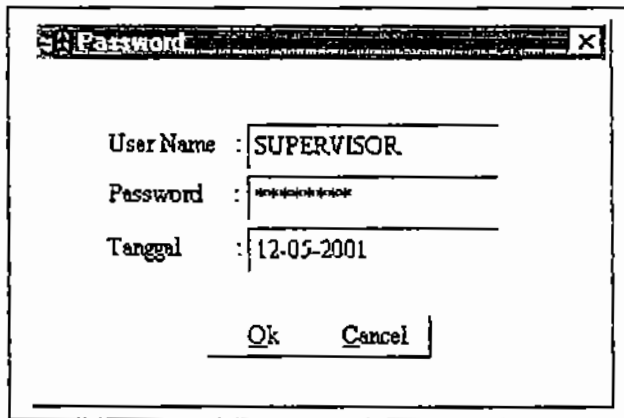 Password
User Name : SUPERVISOR
Password : *********
Tanggal : 12-05-2001
Ok Cancel